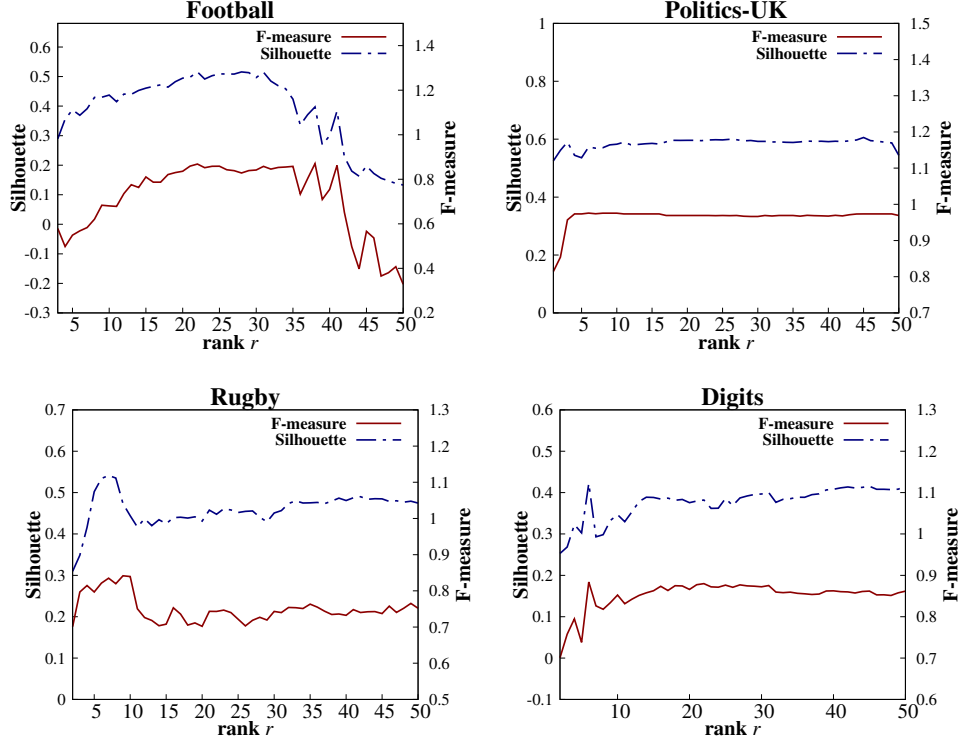 Football
F-measure
Silhouette
0.6
0.5
0.4
0.3
0.2
0.1
0
-0.1
-0.2
-0.3
Silhouette
1.4
1.2
1
0.8
0.6
0.4
0.2
F-measure
5 10 15 20 25 30 35 40 45 50
rank r
Politics-UK
F-measure
Silhouette
1
0.8
0.6
0.4
0.2
0
Silhouette
1.5
1.4
1.3
1.2
1.1
1
0.9
0.8
0.7
F-measure
5 10 15 20 25 30 35 40 45 50
rank r
Rugby
F-measure
Silhouette
0.7
0.6
0.5
0.4
0.3
0.2
0.1
0
Silhouette
1.3
1.2
1.1
1
0.9
0.8
0.7
0.6
0.5
F-measure
5 10 15 20 25 30 35 40 45 50
rank r
Digits
F-measure
Silhouette
0.6
0.5
0.4
0.3
0.2
0.1
0
-0.1
Silhouette
1.3
1.2
1.1
1
0.9
0.8
0.7
0.6
F-measure
10 20 30 40 50
rank r